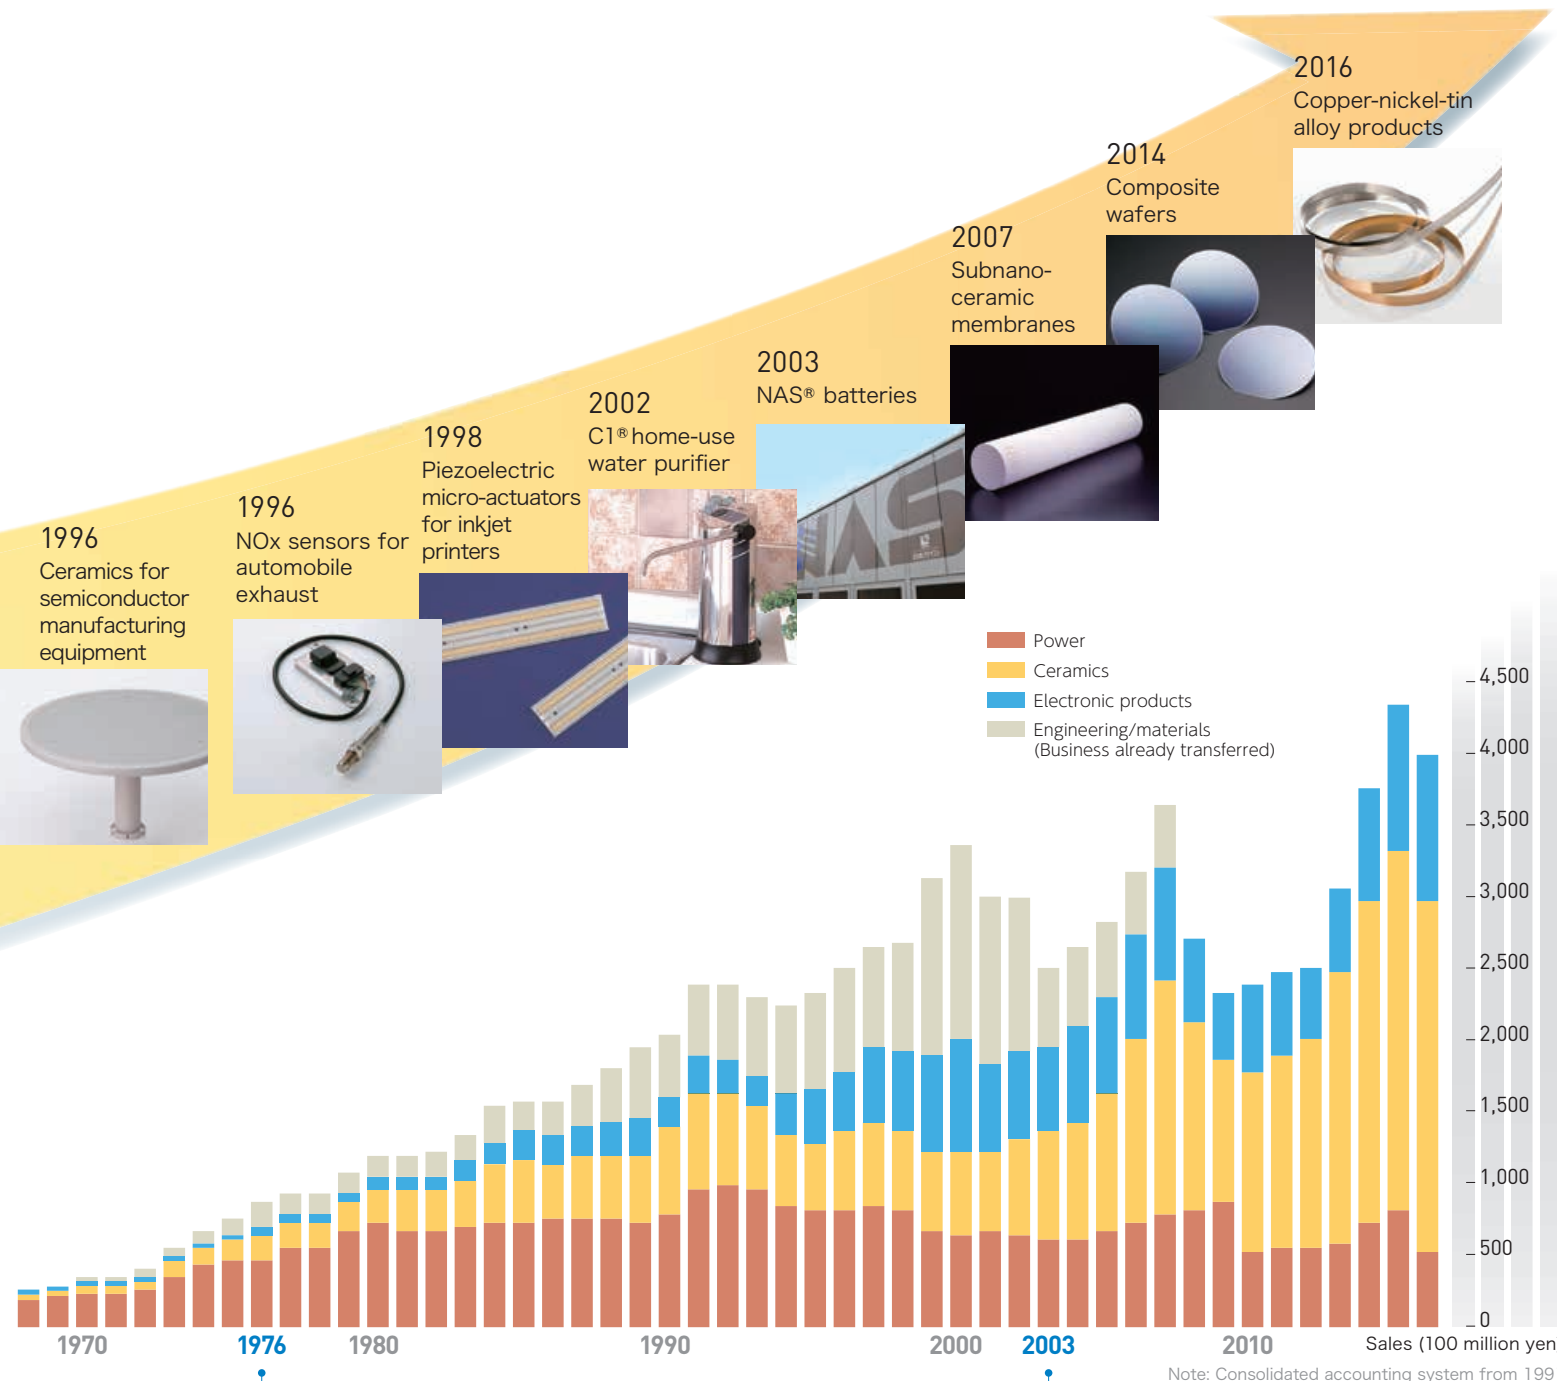 2016
Copper-nickel-tin
alloy products
2014
Composite
wafers
2007
Subnano-
ceramic
membranes
2003
NAS® batteries
2002
C1® home-use
water purifier
1998
Piezoelectric
micro-actuators
for inkjet
printers
1996
NOx sensors for
automobile
exhaust
1996
Ceramics for
semiconductor
manufacturing
equipment
NAS
Power
Ceramics
Electronic products
Engineering/materials
(Business already transferred)
4,500
4,000
3,500
3,000
2,500
2,000
1,500
1,000
500
0
1970
1976
1980
1990
2000
2003
2010
Sales (100 million yen
Note: Consolidated accounting system from 199